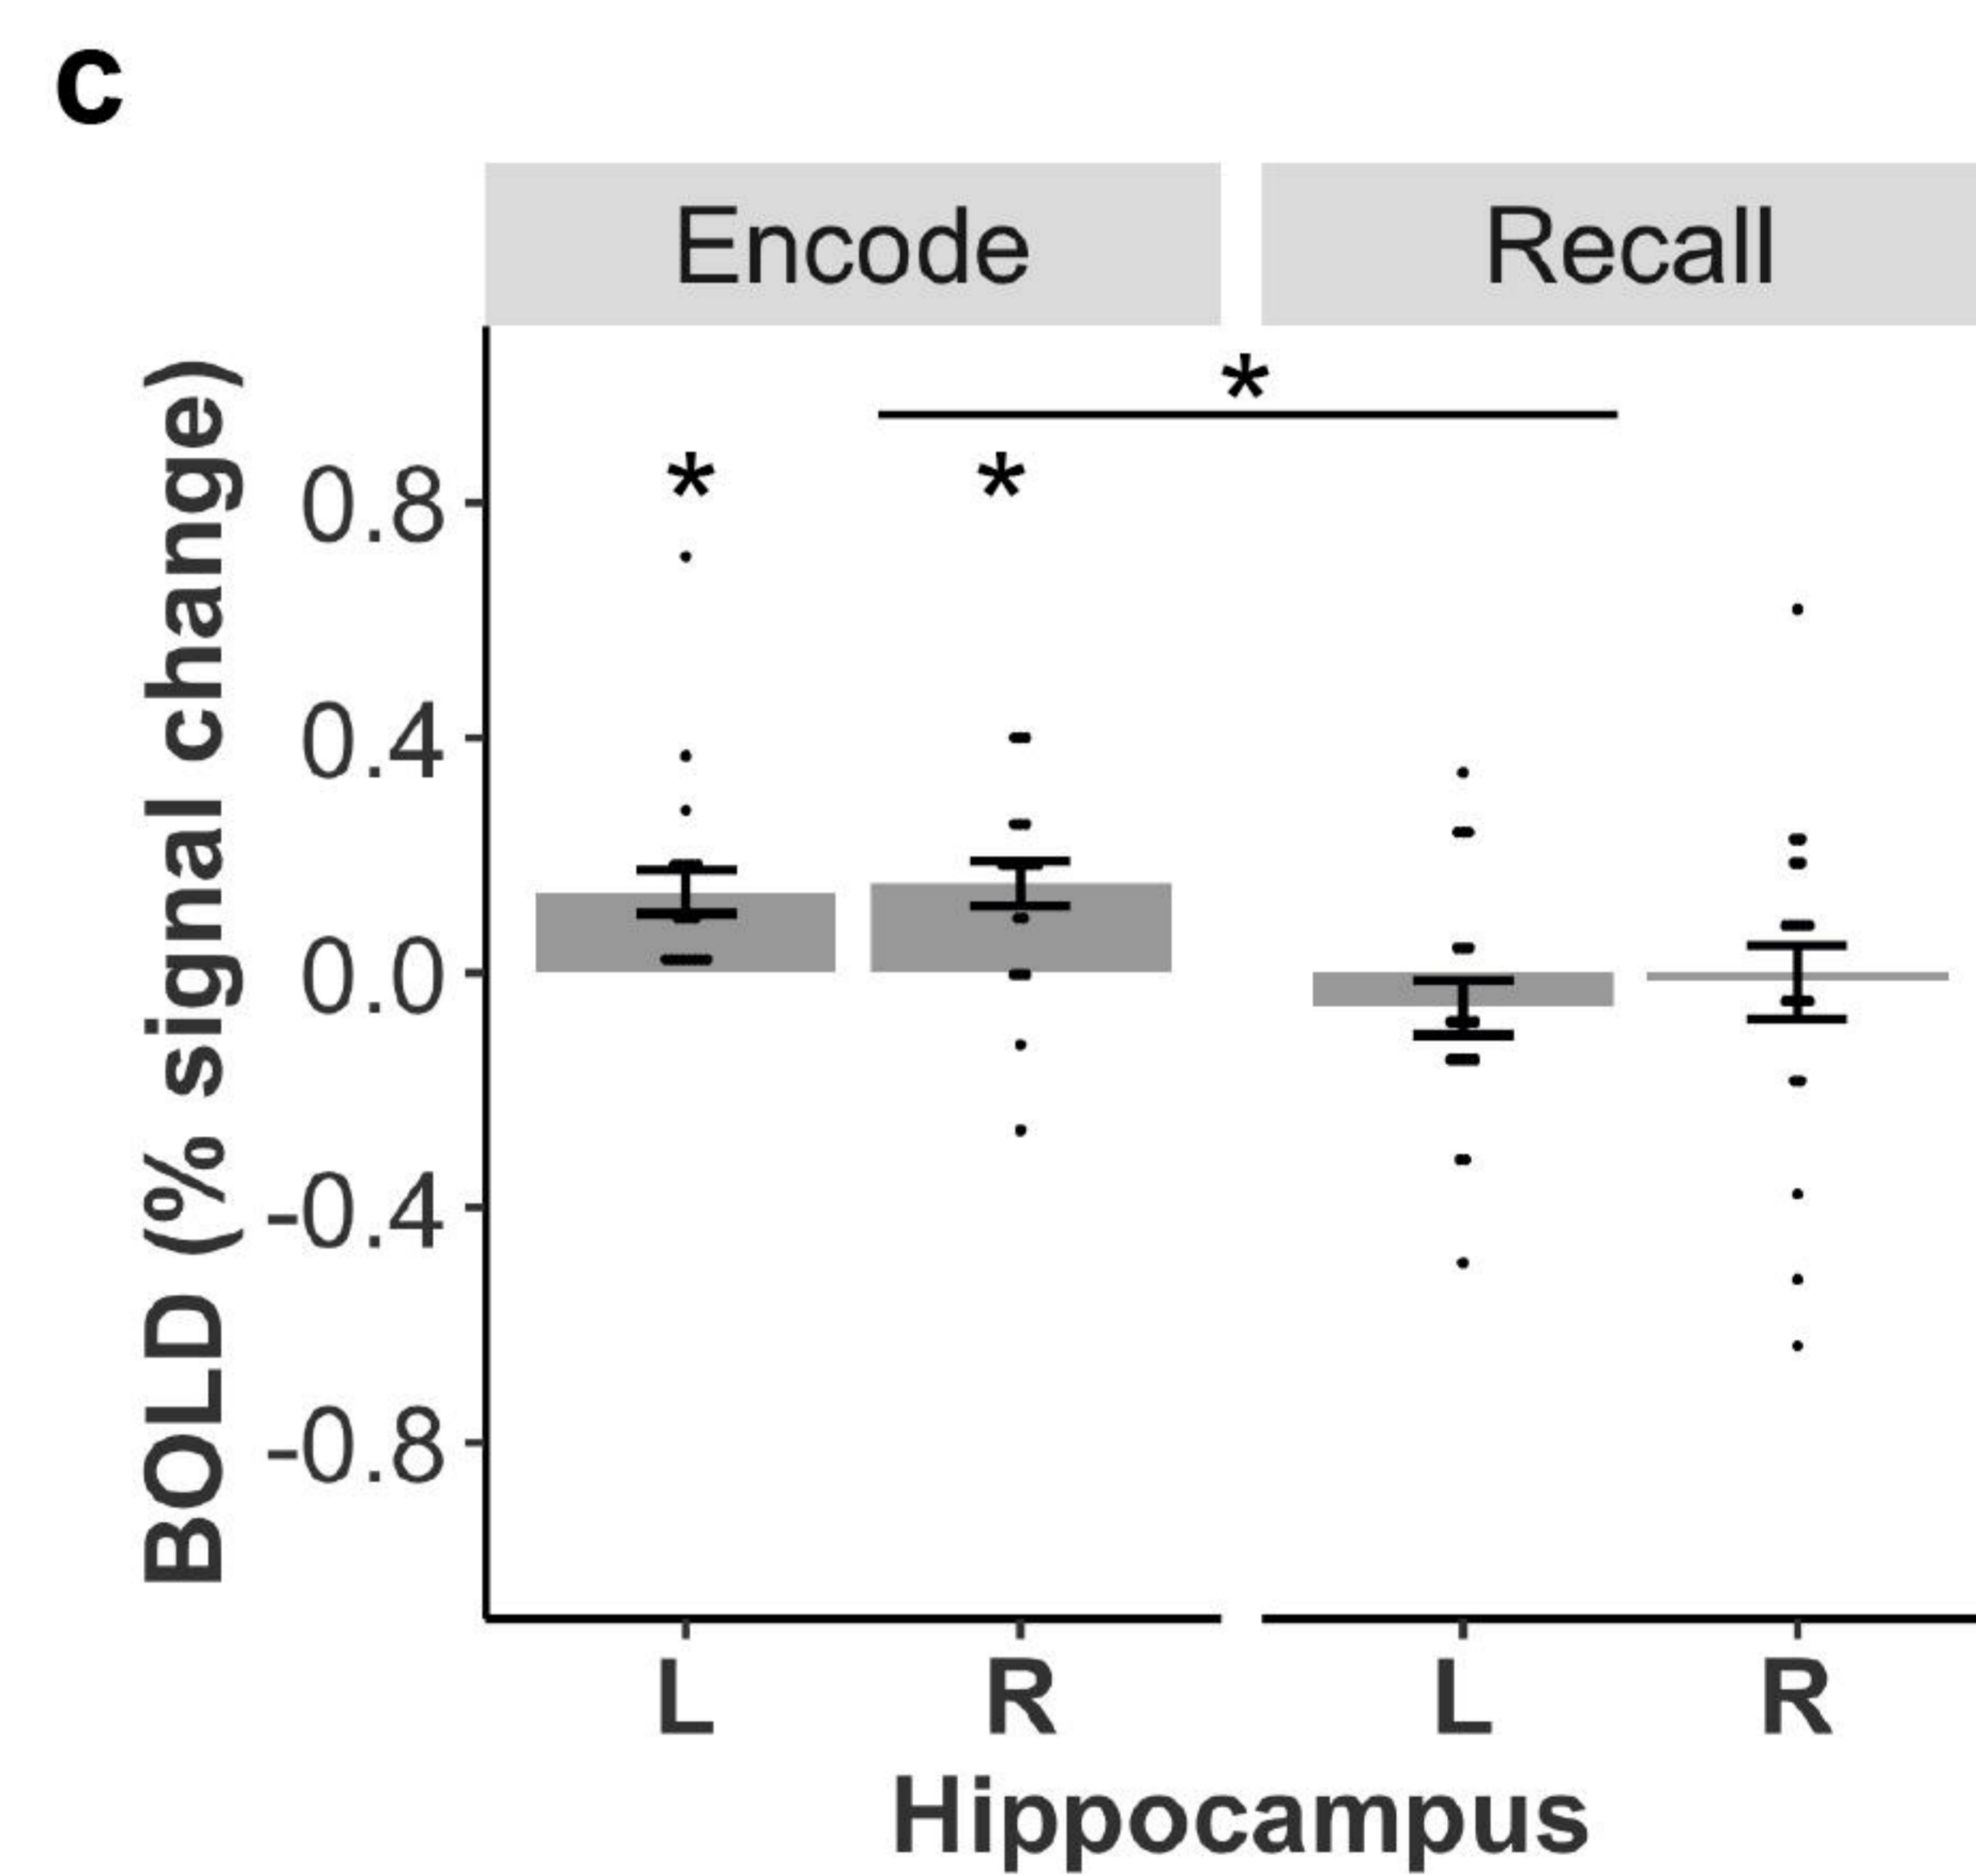 c
Encode
Recall
*
* *
BOLD (% signal change)
0.8
0.4
0.0
-0.4
-0.8
L R L R
Hippocampus